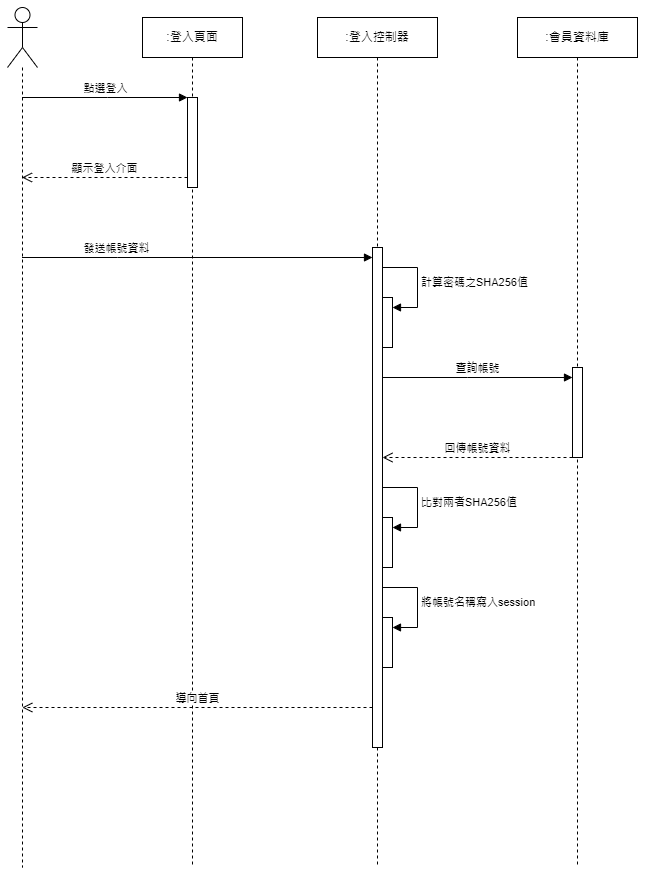 :登入頁面
:登入控制器
:會員資料庫
點選登入
顯示登入介面
發送帳號資料
計算密碼之SHA256值
查詢帳號
回傳帳號資料
比對兩者SHA256值
將帳號名稱寫入session
導向首頁